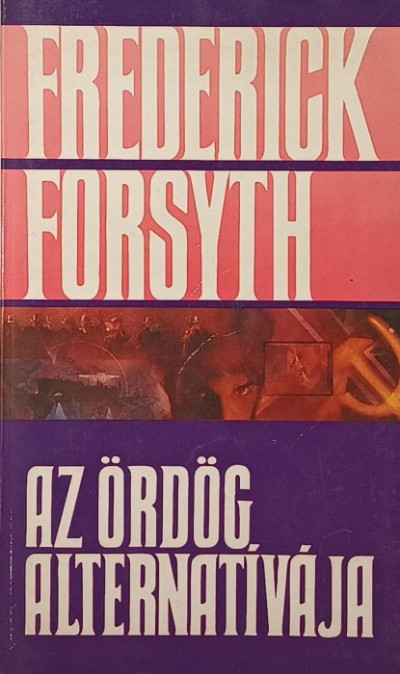 FREDERICK
FORSYTH
AZ ÖRDÖG
ALTERNATÍVÁJA